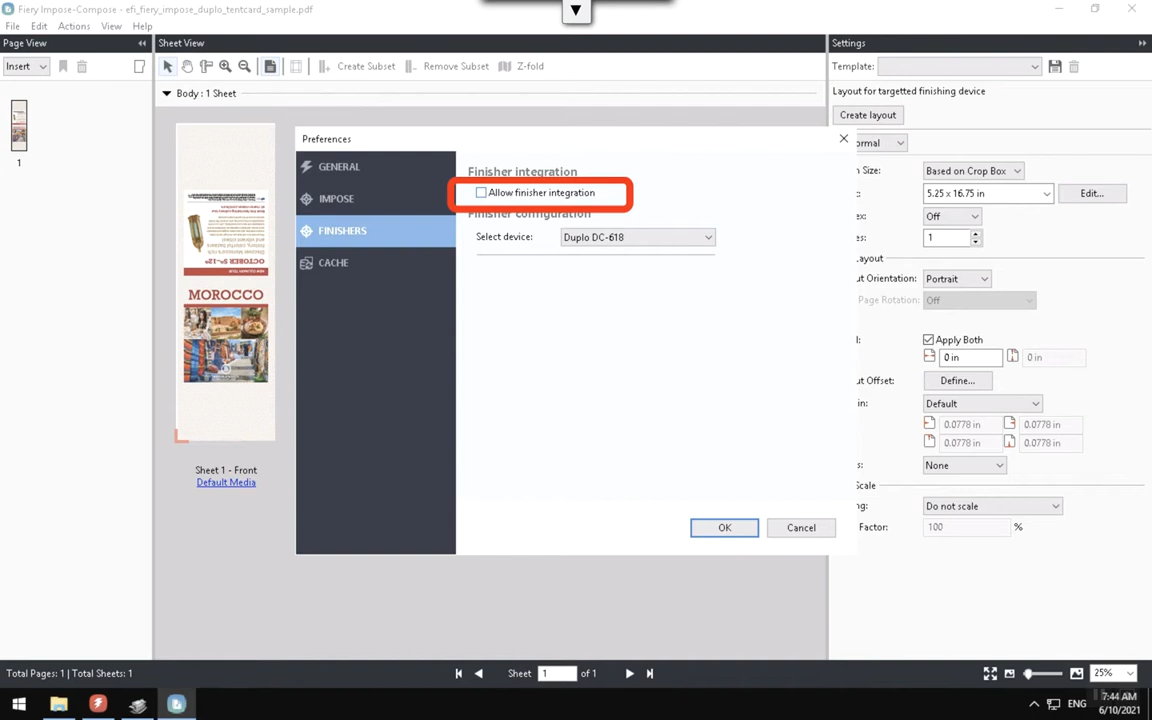 Fiery Impose-Compose - efi_fiery_impose_duplo_tentcard_sample.pdf
File Edit Actions View Help
Page View
Sheet View
Settings
Insert
Create Subset
Remove Subset
Z-fold
Template:
Body : 1 Sheet
Layout for targetted finishing device
Create layout
1
Preferences
GENERAL
IMPOSE
FINISHERS
CACHE
Finisher integration
Allow finisher integration
Finisher configuration
Select device:
Duplo DC-618
OK
Cancel
ormal
n Size:
Based on Crop Box
5.25 x 16.75 in
Edit...
ex:
Off
es:
1
ayout
ut Orientation:
Portrait
Page Rotation:
Off
Apply Both
0 in
0 in
ut Offset:
Define...
in:
Default
0.0778 in
0.0778 in
0.0778 in
0.0778 in
s:
None
Scale
ng:
Do not scale
Factor:
100
%
OCTOBER 5TH-12TH
MOROCCO
Sheet 1 - Front
Default Media
Total Pages: 1 | Total Sheets: 1
Sheet
1
of 1
25%
ENG
7:44 AM
6/10/2021